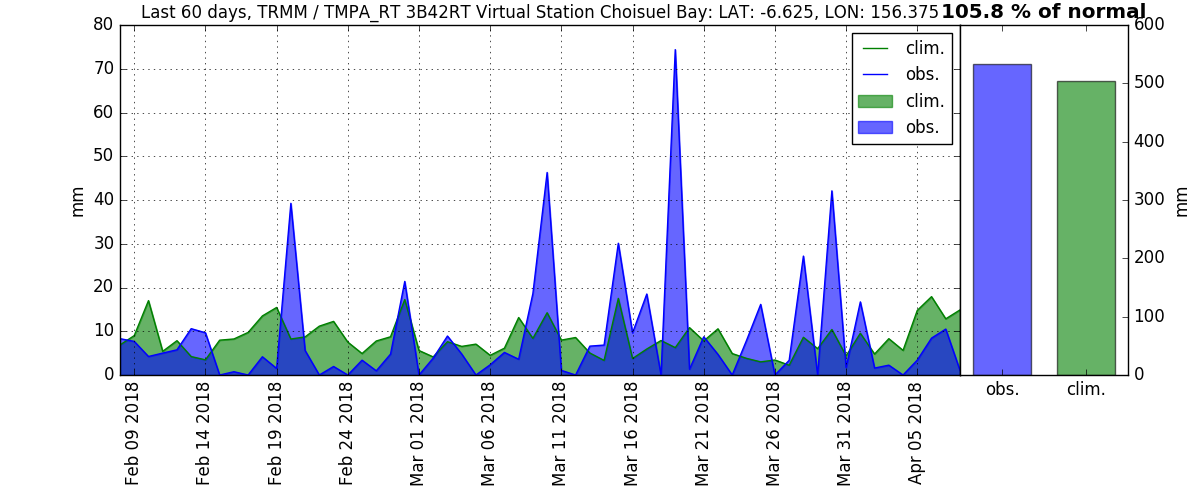 Last 60 days, TRMM / TMPA_RT 3B42RT Virtual Station Choisuel Bay: LAT: -6.625, LON: 156.375
105.8 % of normal
80
70
60
50
40
30
20
10
0
mm
clim.
obs.
clim.
obs.
Feb 09 2018
Feb 14 2018
Feb 19 2018
Feb 24 2018
Mar 01 2018
Mar 06 2018
Mar 11 2018
Mar 16 2018
Mar 21 2018
Mar 26 2018
Mar 31 2018
Apr 05 2018
600
500
400
300
200
100
0
mm
obs.
clim.